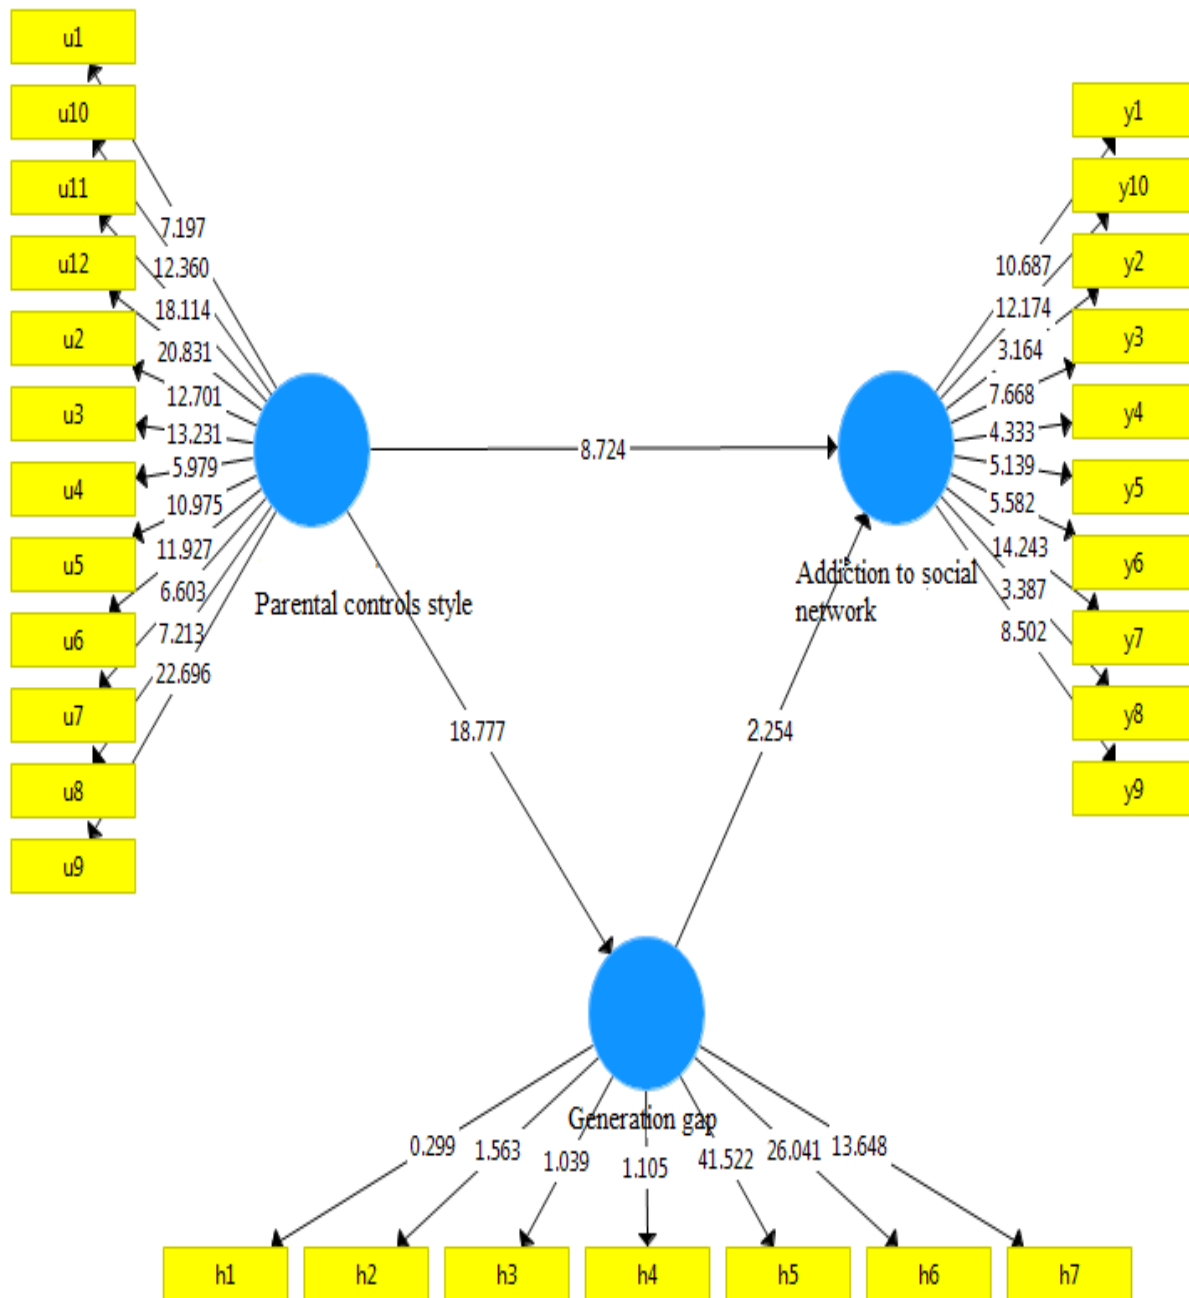 u1
u10
u11
u12
u2
u3
u4
u5
u6
u7
u8
u9
7.197
12.360
18.114
20.831
12.701
13.231
5.979
10.975
11.927
6.603
7.213
22.696
Parental controls style
8.724
18.777
2.254
Addiction to social
network
10.687
12.174
3.164
7.668
4.333
5.139
5.582
14.243
3.387
8.502
y1
y10
y2
y3
y4
y5
y6
y7
y8
y9
Generation gap
0.299
1.563
1.039
1.105
41.522
26.041
13.648
h1
h2
h3
h4
h5
h6
h7